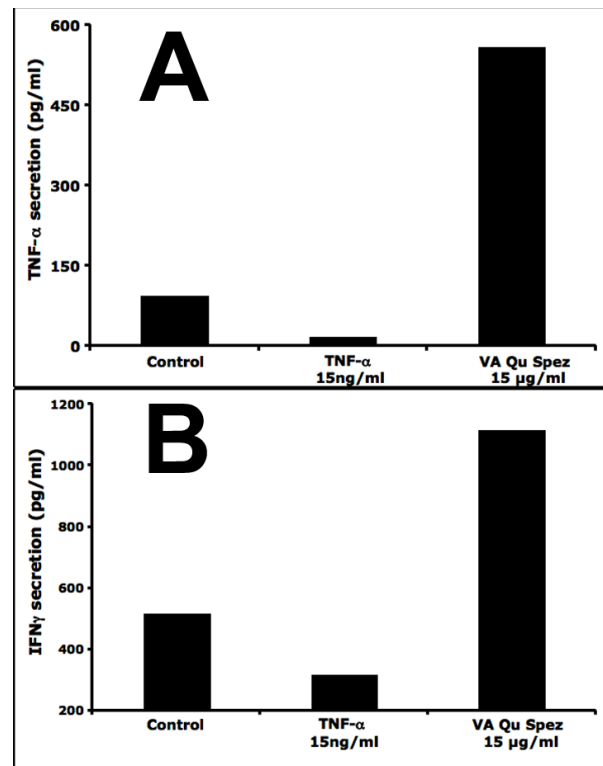 A
TNF-α secretion (pg/ml)
600
450
300
150
0
Control
TNF-α
15ng/ml
VA Qu Spez
15 µg/ml
B
IFNγ secretion (pg/ml)
1200
1000
800
600
400
200
Control
TNF-α
15ng/ml
VA Qu Spez
15 µg/ml